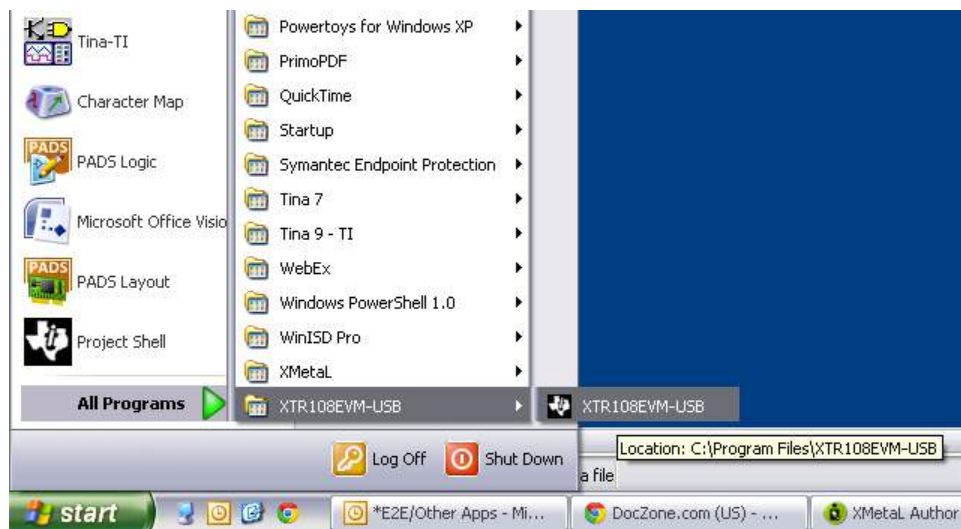 Tina-TI
Character Map
PADS
PADS Logic
Microsoft Office Visio
PADS
PADS Layout
Project Shell
All Programs
Powertoys for Windows XP
PrimoPDF
QuickTime
Startup
Symantec Endpoint Protection
Tina 7
Tina 9 - TI
WebEx
Windows PowerShell 1.0
WinISD Pro
XMetaL
XTR108EVM-USB
XTR108EVM-USB
Location: C:\Program Files\XTR108EVM-USB
a file
Log Off
Shut Down
start
*E2E/Other Apps - Mi...
DocZone.com (US) - ...
XMetaL Author